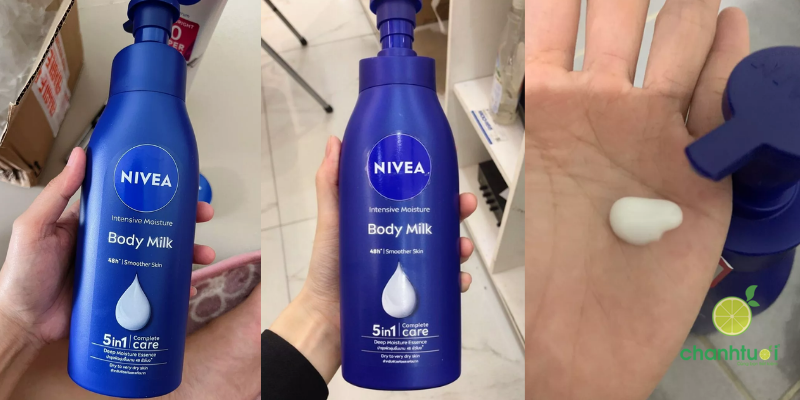 NIVEA
Intensive Moisture
Body Milk
48h* | Smoother Skin
5in1 | Complete care
Deep Moisture Essence
Dry to very dry skin
NIVEA
Intensive Moisture
Body Milk
48h* | Smoother Skin
5in1 | Complete care
Deep Moisture Essence
Dry to very dry skin
chanhtuoi